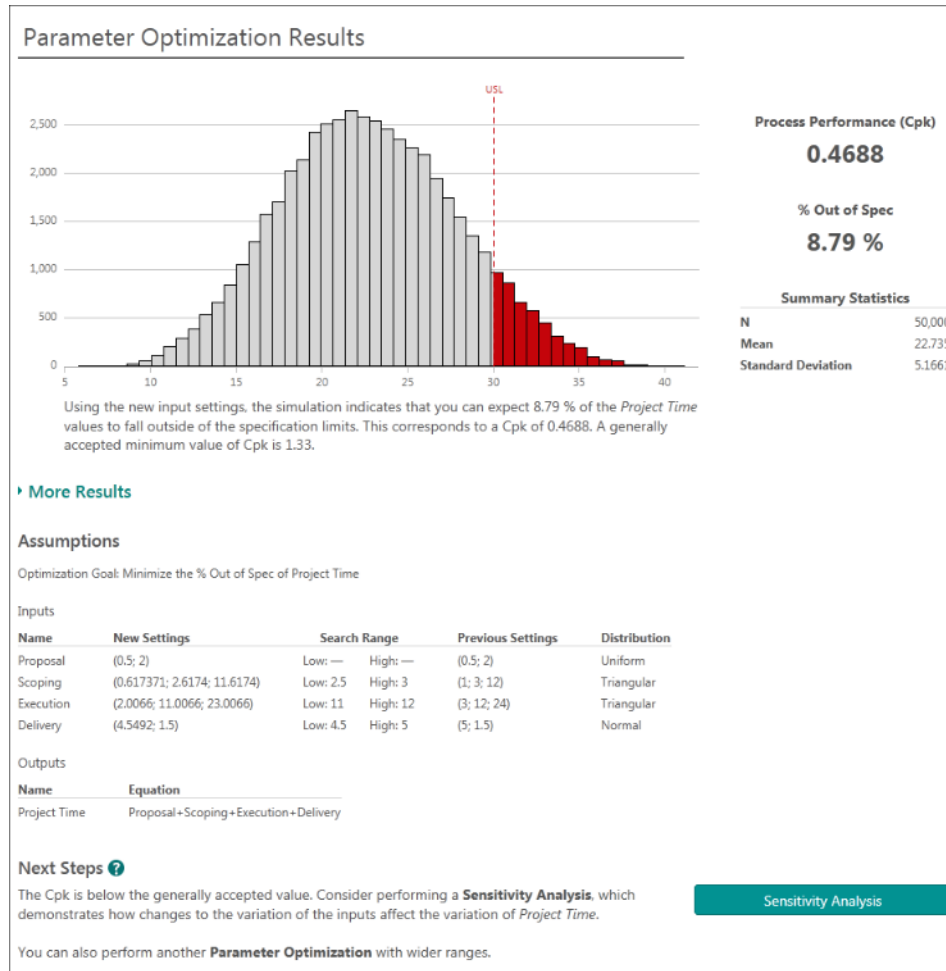 Parameter Optimization Results
USL
2,500
2,000
1,500
1,000
500
0
5 10 15 20 25 30 35 40
Process Performance (Cpk)
0.4688
% Out of Spec
8.79 %
Summary Statistics
N 50,000
Mean 22.735
Standard Deviation 5.1661
Using the new input settings, the simulation indicates that you can expect 8.79 % of the Project Time
values to fall outside of the specification limits. This corresponds to a Cpk of 0.4688. A generally
accepted minimum value of Cpk is 1.33.
More Results
Assumptions
Optimization Goal: Minimize the % Out of Spec of Project Time
Inputs
Name New Settings Search Range Previous Settings Distribution
Proposal (0.5; 2) Low: — High: — (0.5; 2) Uniform
Scoping (0.617371; 2.6174; 11.6174) Low: 2.5 High: 3 (1; 3; 12) Triangular
Execution (2.0066; 11.0066; 23.0066) Low: 11 High: 12 (3; 12; 24) Triangular
Delivery (4.5492; 1.5) Low: 4.5 High: 5 (5; 1.5) Normal
Outputs
Name Equation
Project Time Proposal+Scoping+Execution+Delivery
Next Steps ?
The Cpk is below the generally accepted value. Consider performing a Sensitivity Analysis, which
demonstrates how changes to the variation of the inputs affect the variation of Project Time.
Sensitivity Analysis
You can also perform another Parameter Optimization with wider ranges.